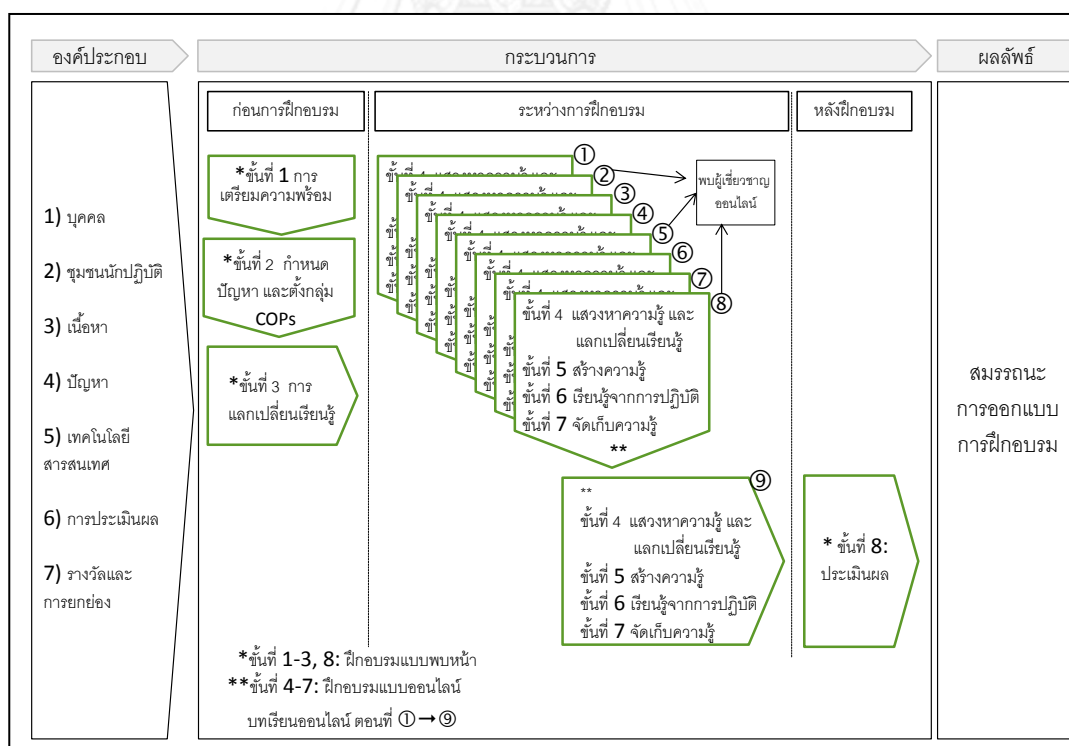 องค์ประกอบ
กระบวนการ
ผลลัพธ์
1) บุคคล
2) ชุมชนนักปฏิบัติ
3) เนื้อหา
4) ปัญหา
5) เทคโนโลยี
สารสนเทศ
6) การประเมินผล
7) รางวัลและ
การยกย่อง
ก่อนการฝึกอบรม
*ขั้นที่ 1 การ
เตรียมความพร้อม
*ขั้นที่ 2 กำหนด
ปัญหา และตั้งกลุ่ม
COPs
*ขั้นที่ 3 การ
แลกเปลี่ยนเรียนรู้
ระหว่างการฝึกอบรม
①
②
③
④
⑤
⑥
⑦
⑧
พบผู้เชี่ยวชาญ
ออนไลน์
ขั้นที่ 4 แสวงหาความรู้ และ
แลกเปลี่ยนเรียนรู้
ขั้นที่ 5 สร้างความรู้
ขั้นที่ 6 เรียนรู้จากการปฏิบัติ
ขั้นที่ 7 จัดเก็บความรู้
**
⑨
**
ขั้นที่ 4 แสวงหาความรู้ และ
แลกเปลี่ยนเรียนรู้
ขั้นที่ 5 สร้างความรู้
ขั้นที่ 6 เรียนรู้จากการปฏิบัติ
ขั้นที่ 7 จัดเก็บความรู้
หลังฝึกอบรม
* ขั้นที่ 8:
ประเมินผล
*ขั้นที่ 1-3, 8: ฝึกอบรมแบบพบหน้า
**ขั้นที่ 4-7: ฝึกอบรมแบบออนไลน์
บทเรียนออนไลน์ ตอนที่ ①→⑨
สมรรถนะ
การออกแบบ
การฝึกอบรม